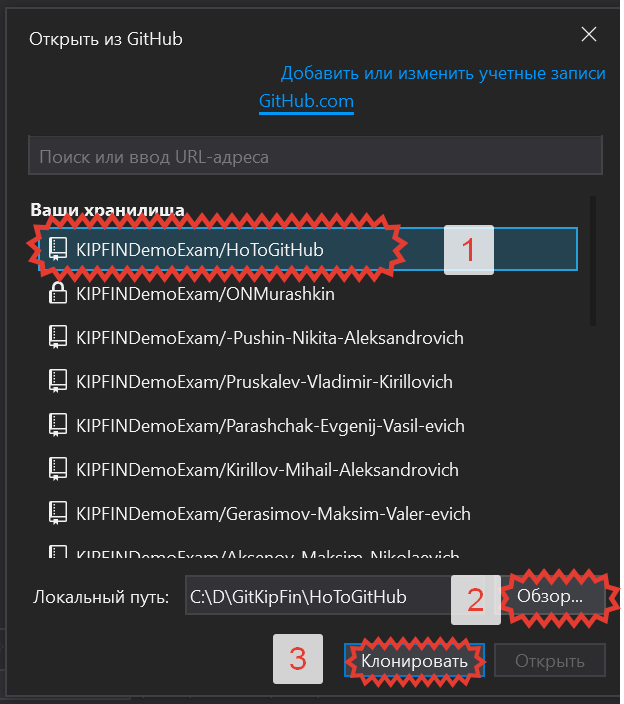 Открыть из GitHub
Добавить или изменить учетные записи
GitHub.com
Поиск или ввод URL-адреса
Ваши хранилища
KIPFINDemoExam/HoToGitHub 1
KIPFINDemoExam/ONMurashkin
KIPFINDemoExam/-Pushin-Nikita-Aleksandrovich
KIPFINDemoExam/Pruskalev-Vladimir-Kirillovich
KIPFINDemoExam/Parashchak-Evgenij-Vasil-evich
KIPFINDemoExam/Kirillov-Mihail-Aleksandrovich
KIPFINDemoExam/Gerasimov-Maksim-Valer-evich
KIPFINDemoExam/Aksenov-Maksim-Nikolaevich
Локальный путь: C:\D\GitKipFin\HoToGitHub 2 Обзор...
3 Клонировать Открыть